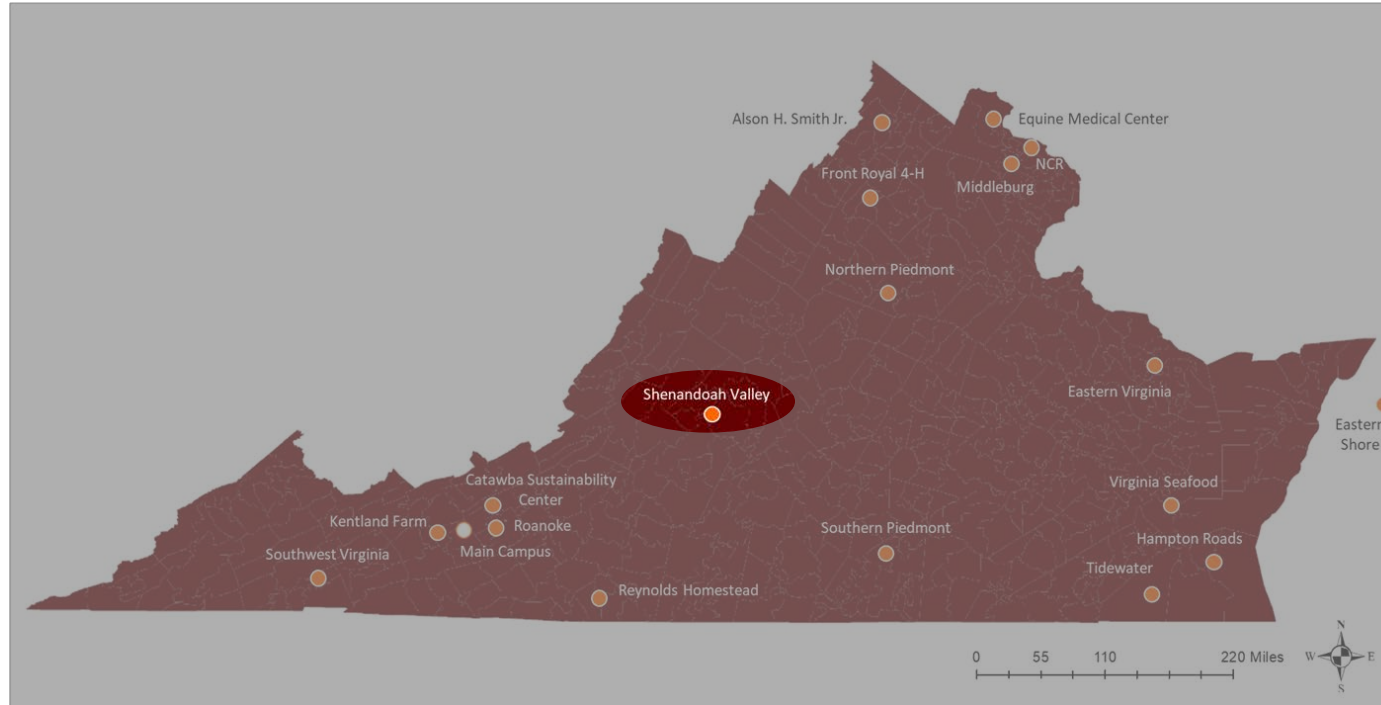 Alson H. Smith Jr.
Equine Medical Center
NCR
Middleburg
Front Royal 4-H
Northern Piedmont
Eastern Virginia
Shenandoah Valley
Eastern
Shore
Catawba Sustainability
Center
Virginia Seafood
Kentland Farm
Roanoke
Southern Piedmont
Main Campus
Hampton Roads
Southwest Virginia
Tidewater
Reynolds Homestead
N
W
E
S
0 55 110 220 Miles